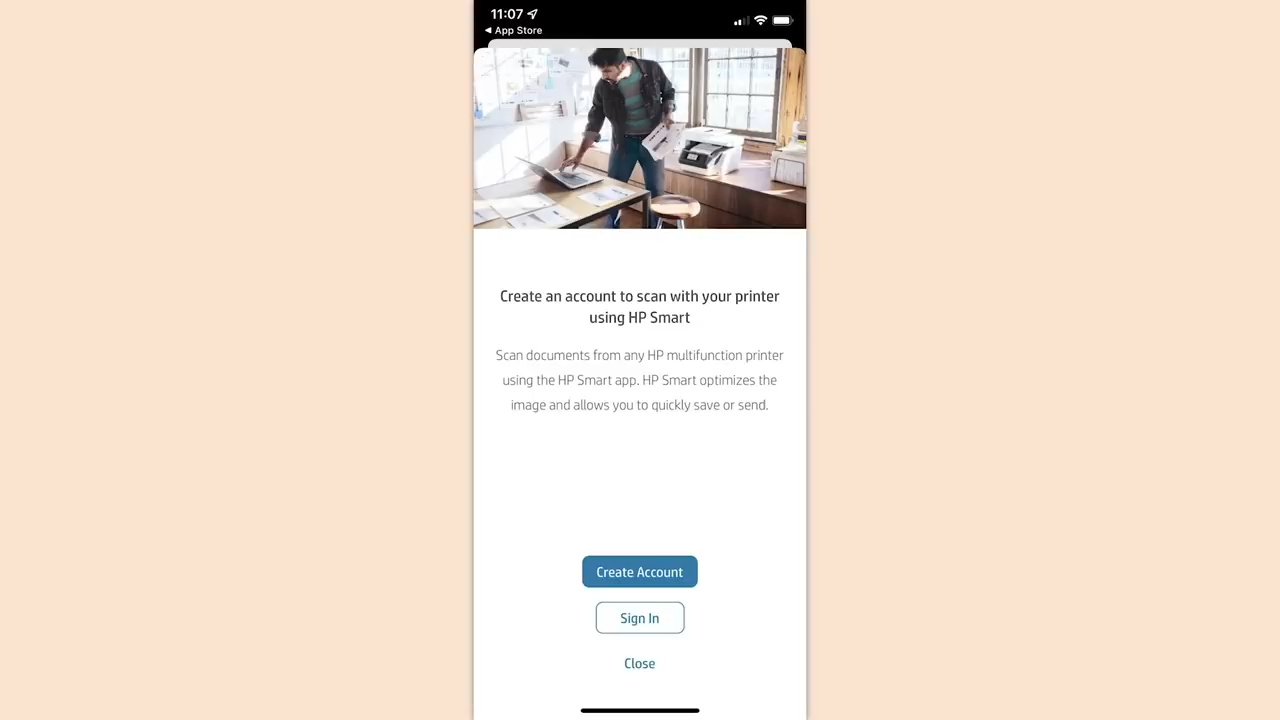 11:07
App Store
Create an account to scan with your printer
using HP Smart
Scan documents from any HP multifunction printer
using the HP Smart app. HP Smart optimizes the
image and allows you to quickly save or send.
Create Account
Sign In
Close